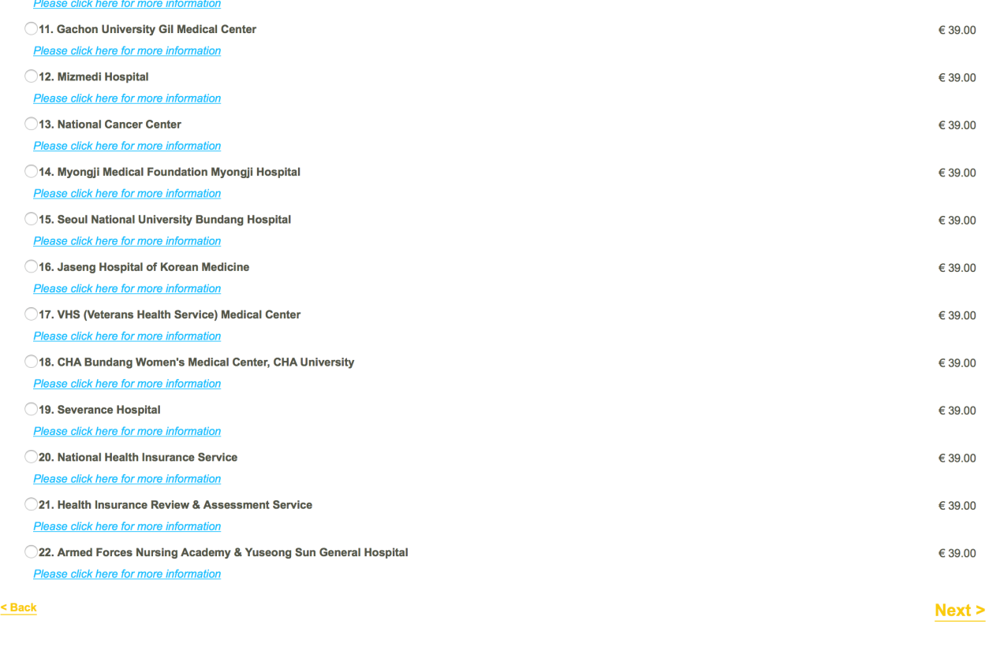 Please click here for more information
11. Gachon University Gil Medical Center € 39.00
Please click here for more information
12. Mizmedi Hospital € 39.00
Please click here for more information
13. National Cancer Center € 39.00
Please click here for more information
14. Myongji Medical Foundation Myongji Hospital € 39.00
Please click here for more information
15. Seoul National University Bundang Hospital € 39.00
Please click here for more information
16. Jaseng Hospital of Korean Medicine € 39.00
Please click here for more information
17. VHS (Veterans Health Service) Medical Center € 39.00
Please click here for more information
18. CHA Bundang Women's Medical Center, CHA University € 39.00
Please click here for more information
19. Severance Hospital € 39.00
Please click here for more information
20. National Health Insurance Service € 39.00
Please click here for more information
21. Health Insurance Review & Assessment Service € 39.00
Please click here for more information
22. Armed Forces Nursing Academy & Yuseong Sun General Hospital € 39.00
Please click here for more information
< Back Next >